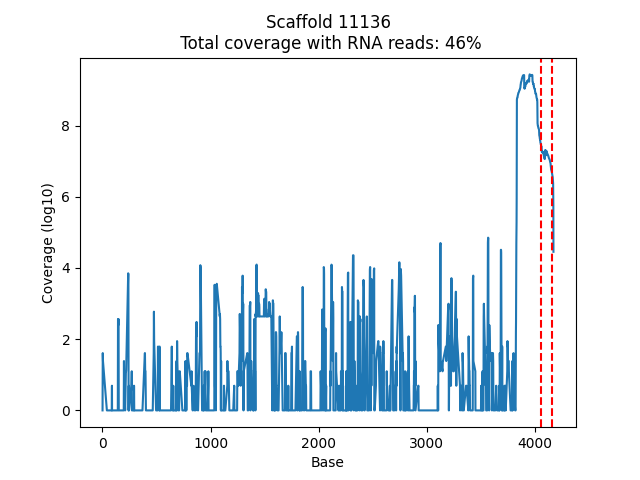 Scaffold 11136
Total coverage with RNA reads: 46%
Coverage (log10)
8
6
4
2
0
0 1000 2000 3000 4000
Base